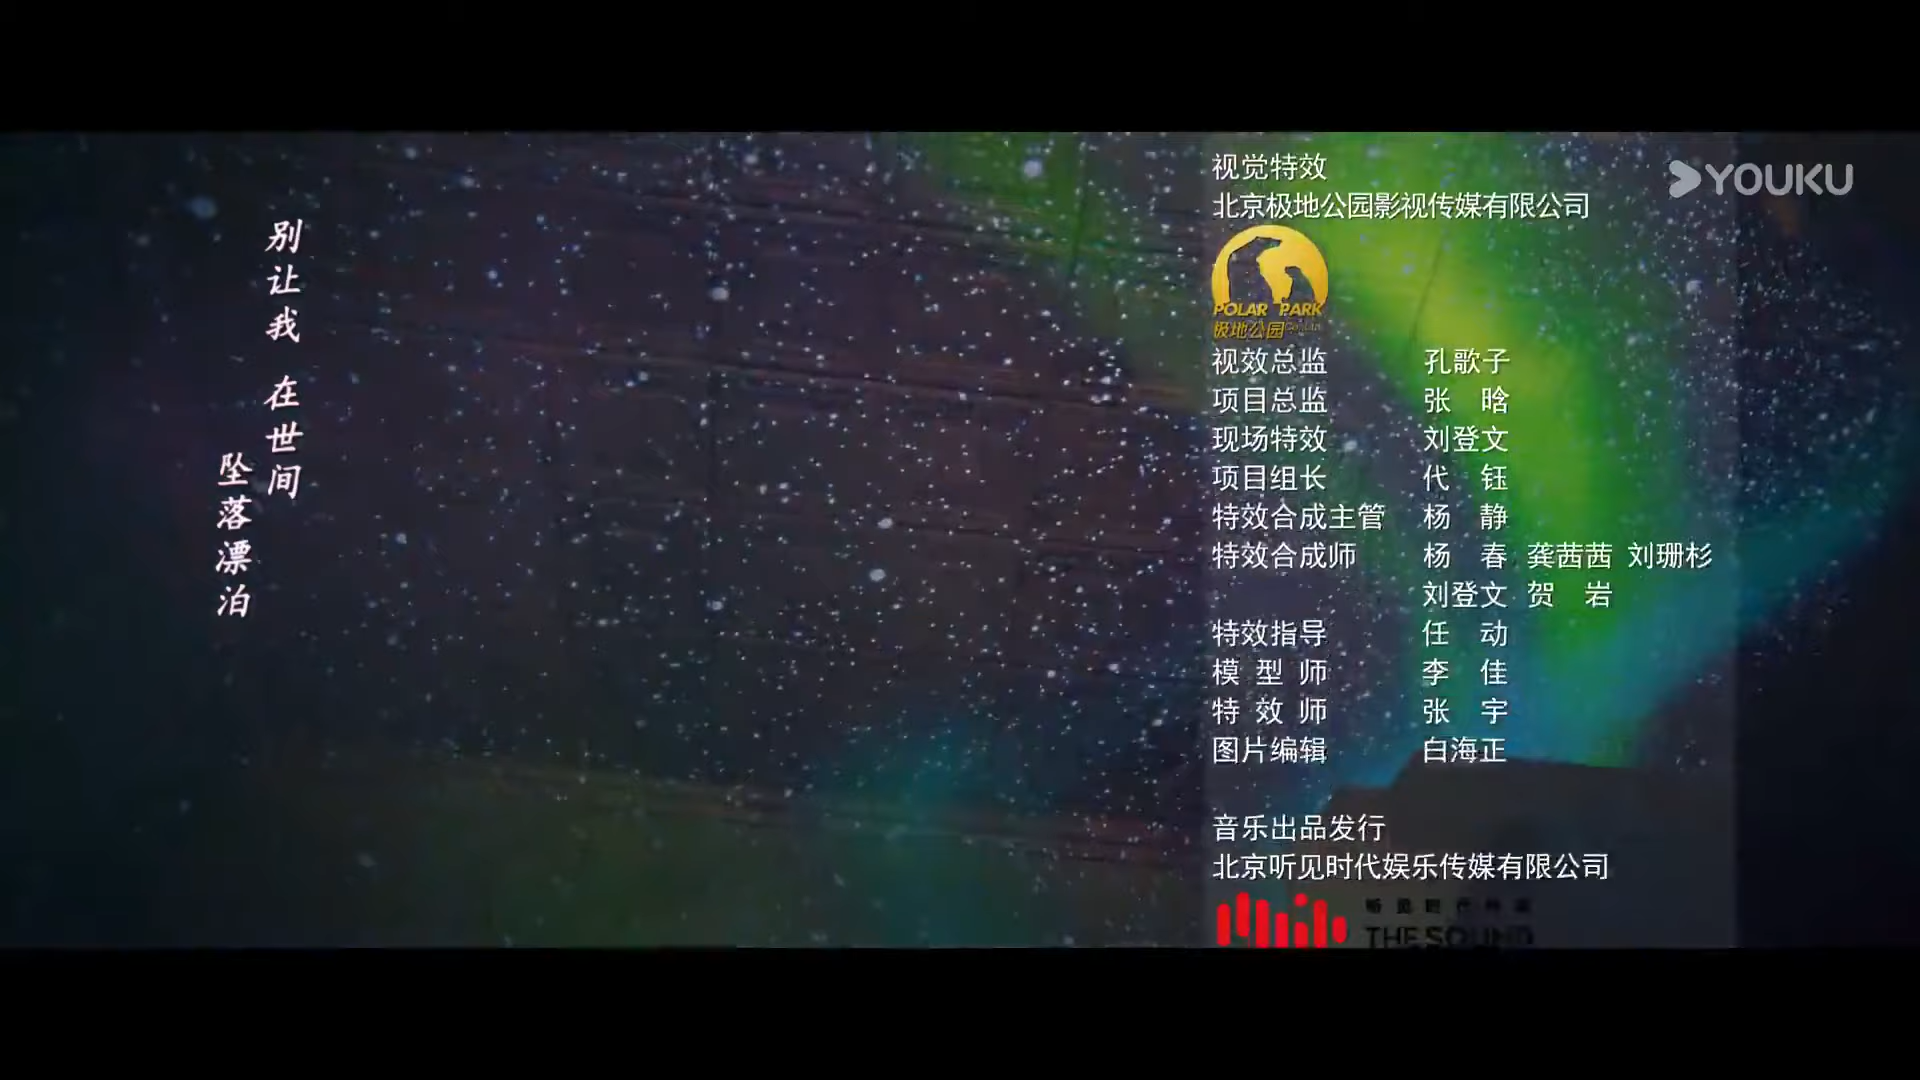 别让我 在世间
坠落漂泊
YOUKU
视觉特效
北京极地公园影视传媒有限公司
POLAR PARK
极地公园 Co.,Ltd.
视效总监 孔歌子
项目总监 张 晗
现场特效 刘登文
项目组长 代 钰
特效合成主管 杨 静
特效合成师 杨 春 龚茜茜 刘珊杉
刘登文 贺 岩
特效指导 任 动
模型师 李 佳
特效师 张 宇
图片编辑 白海正
音乐出品发行
北京听见时代娱乐传媒有限公司
THE SOUND